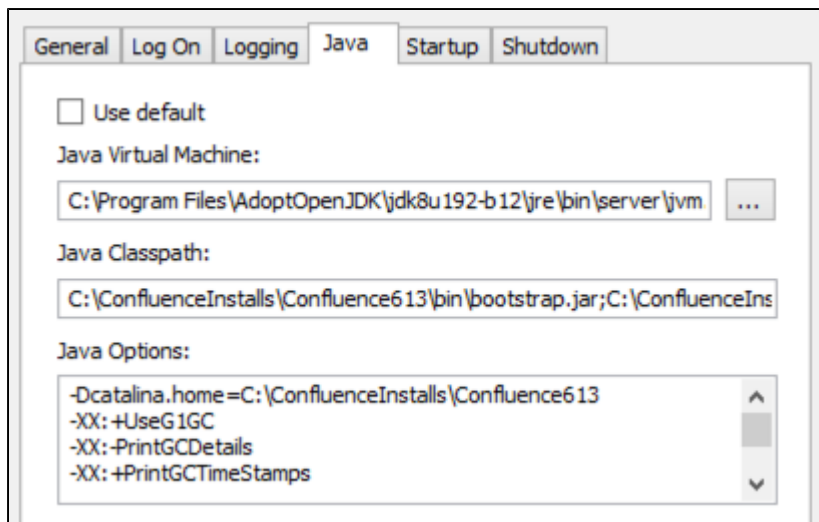 General Log On Logging Java Startup Shutdown
Use default
Java Virtual Machine:
C:\Program Files\AdoptOpenJDK\jdk8u192-b12\jre\bin\server\jvm. ...
Java Classpath:
C:\ConfluenceInstalls\Confluence613\bin\bootstrap.jar;C:\ConfluenceIns
Java Options:
-Dcatalina.home=C:\ConfluenceInstalls\Confluence613
-XX:+UseG1GC
-XX:-PrintGCDetails
-XX:+PrintGCTimeStamps